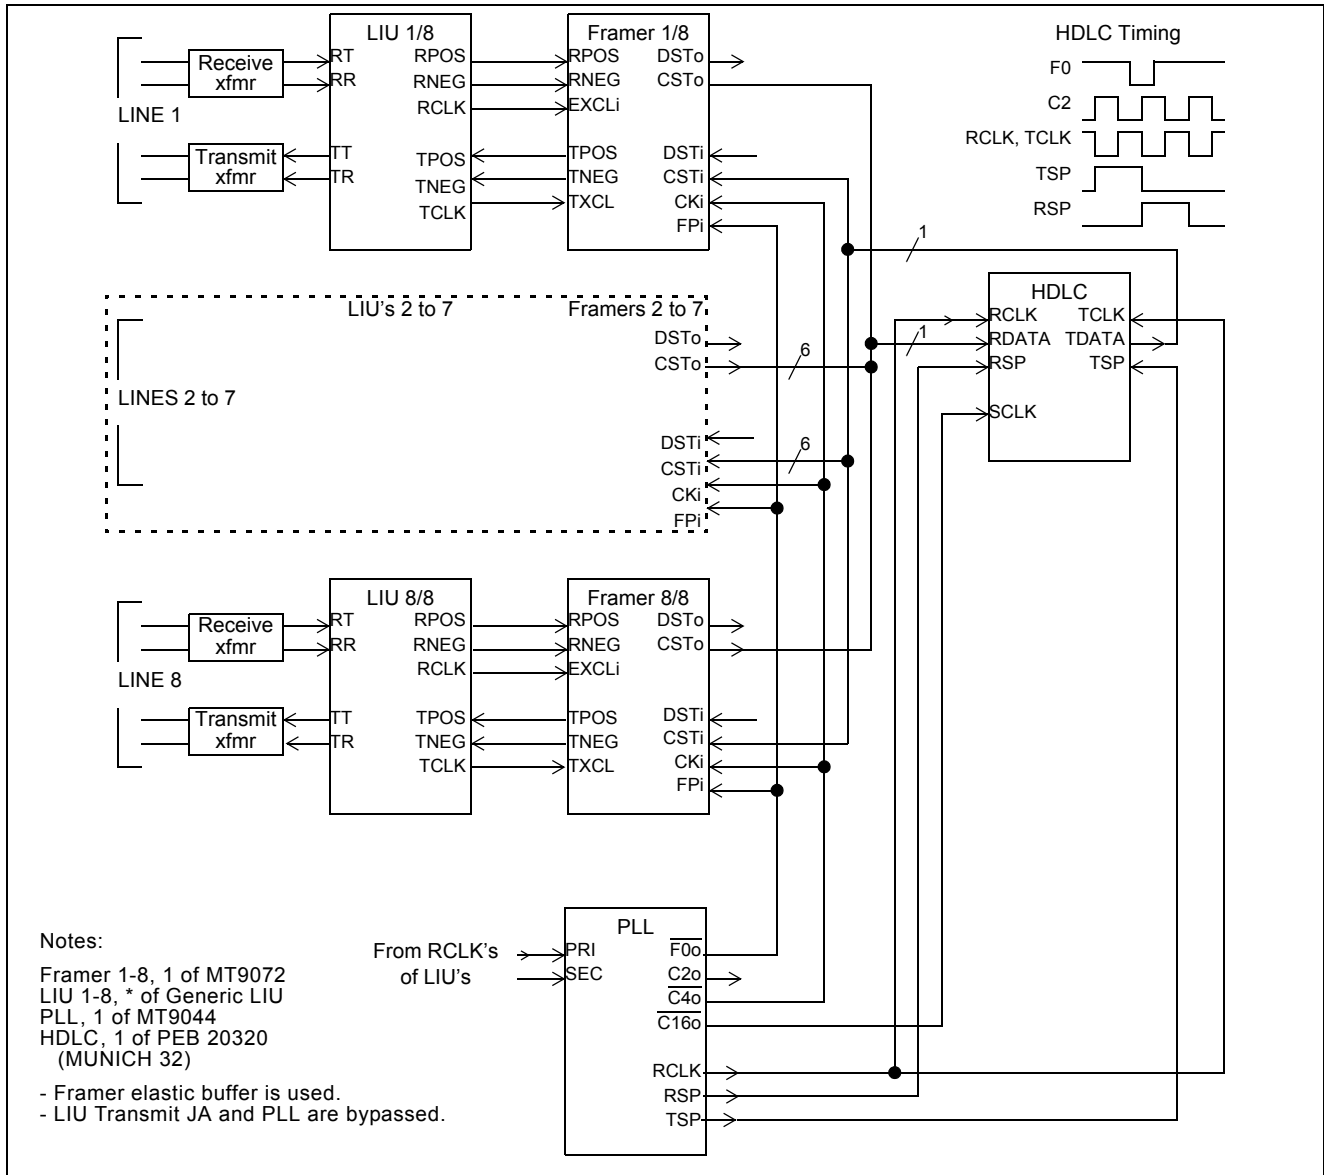 LIU 1/8
Framer 1/8
HDLC Timing
Receive
xfmr
RT
RR
RPOS
RNEG
RCLK
RPOS
RNEG
EXCLi
DSTo
CSTo
F0
C2
RCLK, TCLK
TSP
RSP
LINE 1
Transmit
xfmr
TT
TR
TPOS
TNEG
TCLK
TPOS
TNEG
TXCL
DSTi
CSTi
CKi
FPi
1
HDLC
RCLK
RDATA
RSP
SCLK
TCLK
TDATA
TSP
1
LIU's 2 to 7
Framers 2 to 7
DSTo
CSTo
6
LINES 2 to 7
DSTi
CSTi
CKi
FPi
6
LIU 8/8
Framer 8/8
Receive
xfmr
RT
RR
RPOS
RNEG
RCLK
RPOS
RNEG
EXCLi
DSTo
CSTo
LINE 8
Transmit
xfmr
TT
TR
TPOS
TNEG
TCLK
TPOS
TNEG
TXCL
DSTi
CSTi
CKi
FPi
PLL
From RCLK's
of LIU's
PRI
SEC
F0o
C2o
C4o
C16o
RCLK
RSP
TSP
Notes:
Framer 1-8, 1 of MT9072
LIU 1-8, * of Generic LIU
PLL, 1 of MT9044
HDLC, 1 of PEB 20320
(MUNICH 32)
- Framer elastic buffer is used.
- LIU Transmit JA and PLL are bypassed.